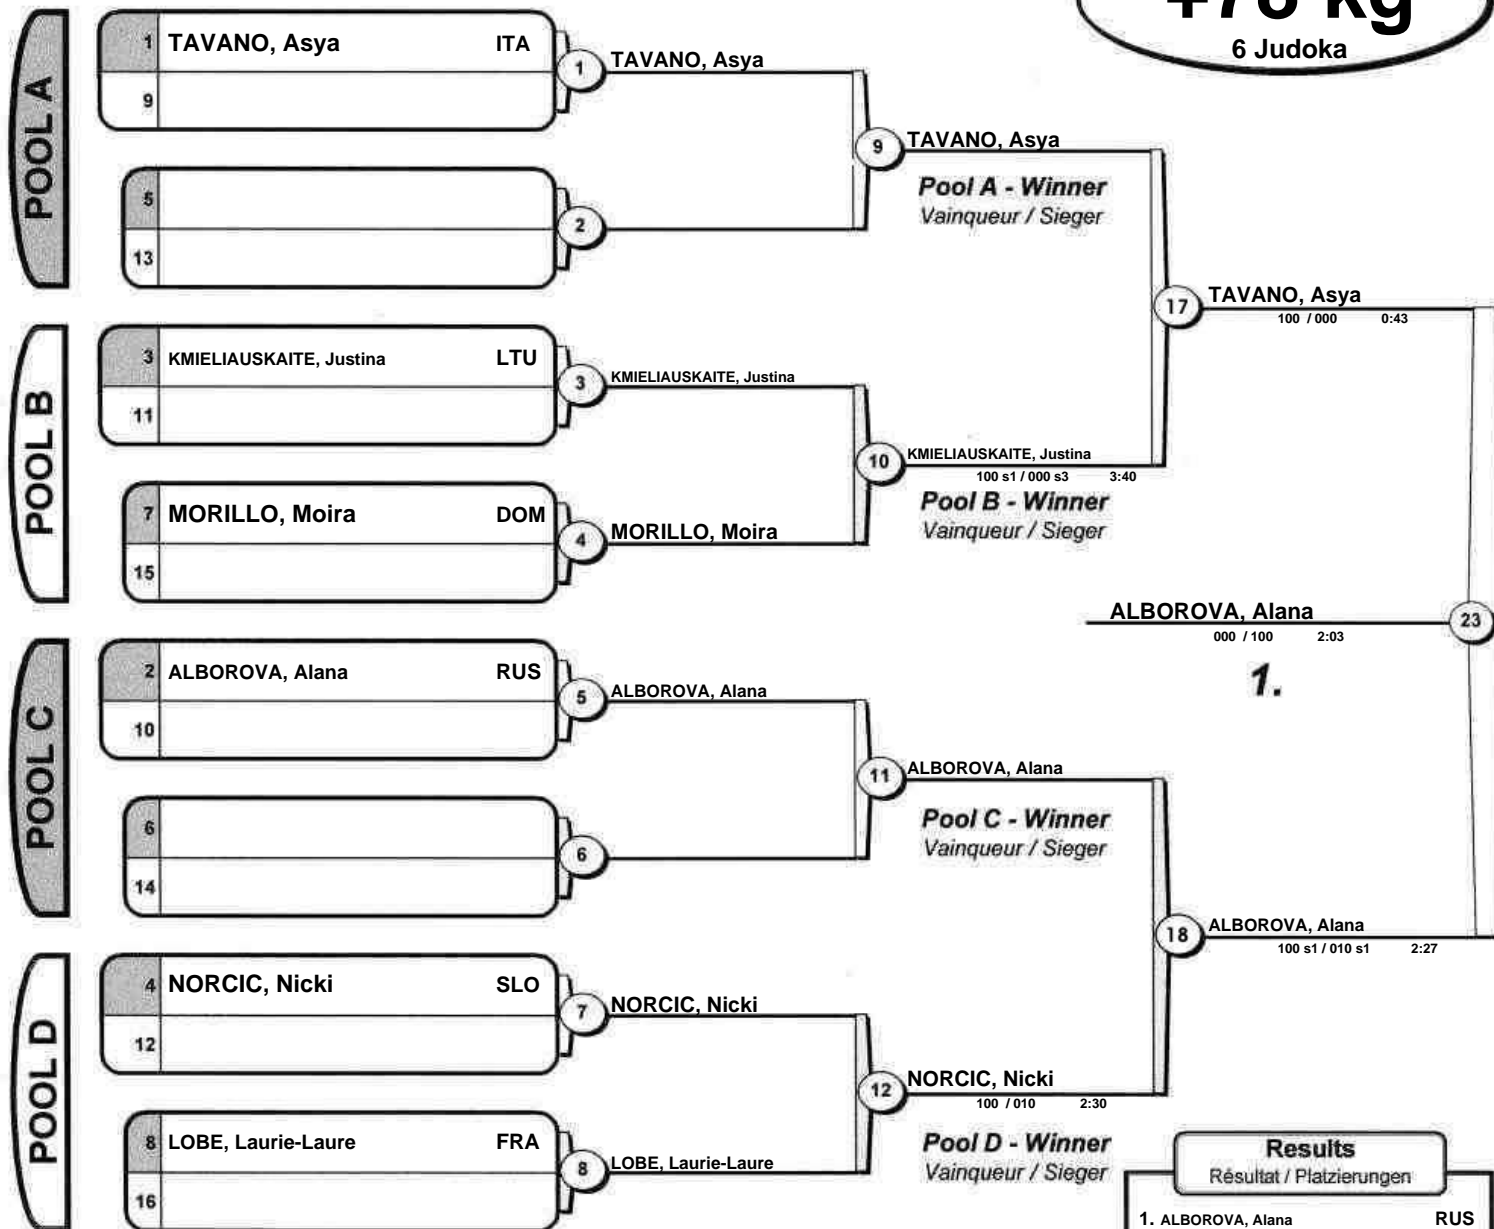 +78 kg
6 Judoka
POOL A
1 TAVANO, Asya ITA
9
5
13
1 TAVANO, Asya
2
9 TAVANO, Asya
Pool A - Winner
Vainqueur / Sieger
POOL B
3 KMIELIAUSKAITE, Justina LTU
11
7 MORILLO, Moira DOM
15
3 KMIELIAUSKAITE, Justina
4 MORILLO, Moira
10 KMIELIAUSKAITE, Justina
100 s1 / 000 s3 3:40
Pool B - Winner
Vainqueur / Sieger
17 TAVANO, Asya
100 / 000 0:43
ALBOROVA, Alana 23
000 / 100 2:03
1.
POOL C
2 ALBOROVA, Alana RUS
10
6
14
5 ALBOROVA, Alana
6
11 ALBOROVA, Alana
Pool C - Winner
Vainqueur / Sieger
18 ALBOROVA, Alana
100 s1 / 010 s1 2:27
POOL D
4 NORCIC, Nicki SLO
12
8 LOBE, Laurie-Laure FRA
16
7 NORCIC, Nicki
8 LOBE, Laurie-Laure
12 NORCIC, Nicki
100 / 010 2:30
Pool D - Winner
Vainqueur / Sieger
Results
Résultat / Platzierungen
1. ALBOROVA, Alana RUS